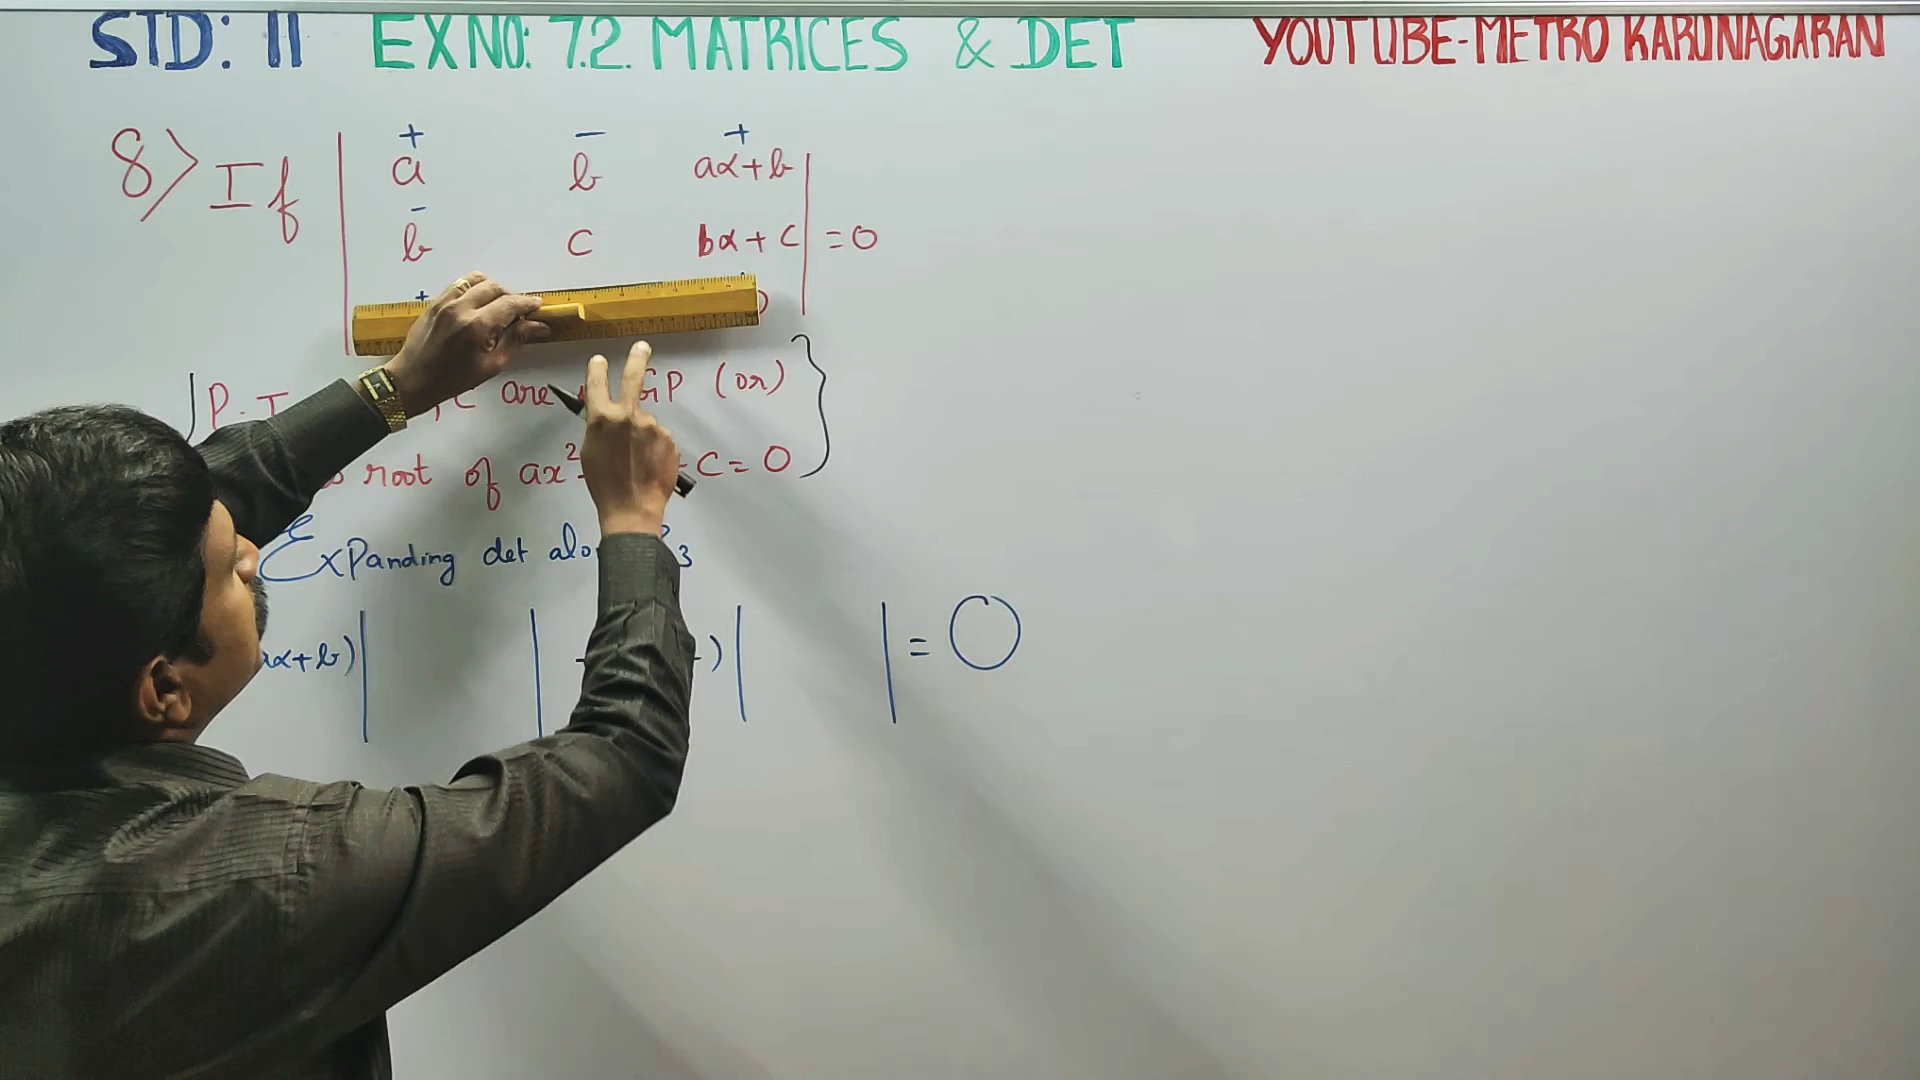 STD: 11 EX NO: 7.2. MATRICES & DET YOUTUBE-METRO KARUNAGARAN
+ - +
8> If | a b aα+b |
-
b c bα+c = 0
+
P.T , c are GP (or)
root of ax² c=0
Expanding det 3
α+b) | | ) | | = 0